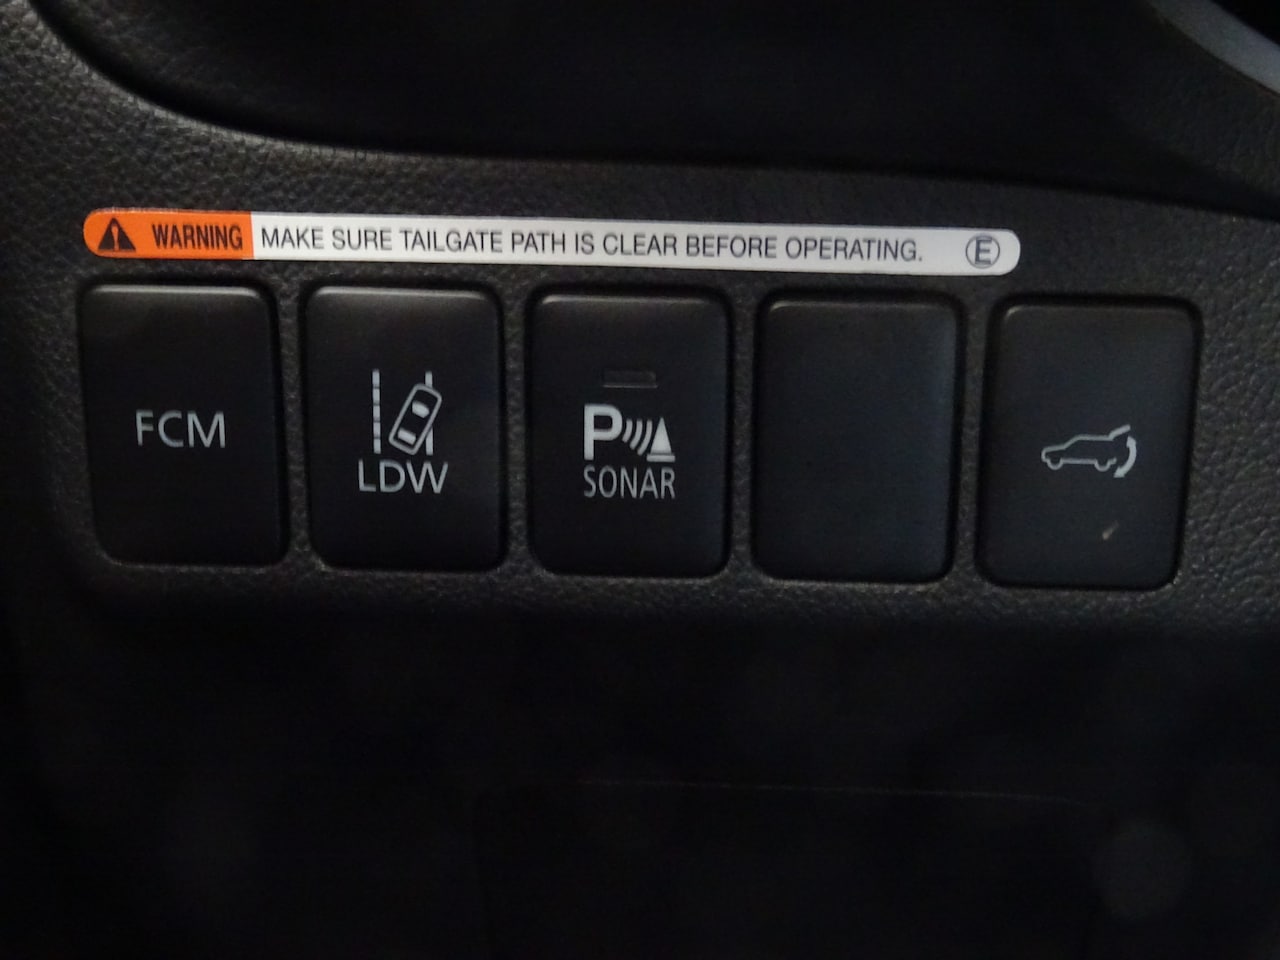 WARNING MAKE SURE TAILGATE PATH IS CLEAR BEFORE OPERATING. E
FCM
LDW
P
SONAR